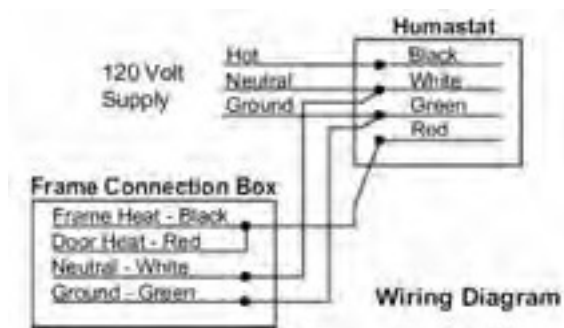 Humastat
120 Volt
Supply
Hot
Neutral
Ground
Black
White
Green
Red
Frame Connection Box
Frame Heat - Black
Door Heat - Red
Neutral - White
Ground - Green
Wiring Diagram